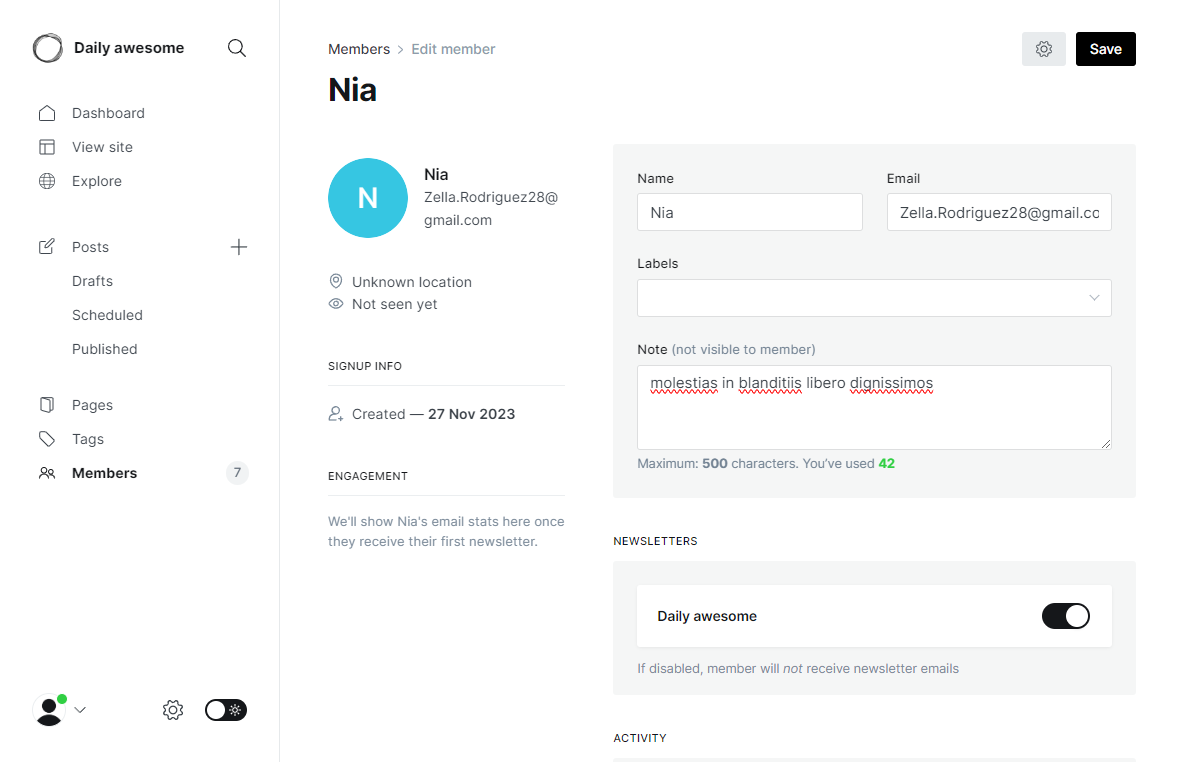 Daily awesome
Dashboard
View site
Explore
Posts
Drafts
Scheduled
Published
Pages
Tags
Members 7
Members > Edit member
Save
Nia
N
Nia
Zella.Rodriguez28@
gmail.com
Unknown location
Not seen yet
SIGNUP INFO
Created — 27 Nov 2023
ENGAGEMENT
We'll show Nia's email stats here once
they receive their first newsletter.
Name
Nia
Email
Zella.Rodriguez28@gmail.co
Labels
Note (not visible to member)
molestias in blanditiis libero dignissimos
Maximum: 500 characters. You’ve used 42
NEWSLETTERS
Daily awesome
If disabled, member will not receive newsletter emails
ACTIVITY